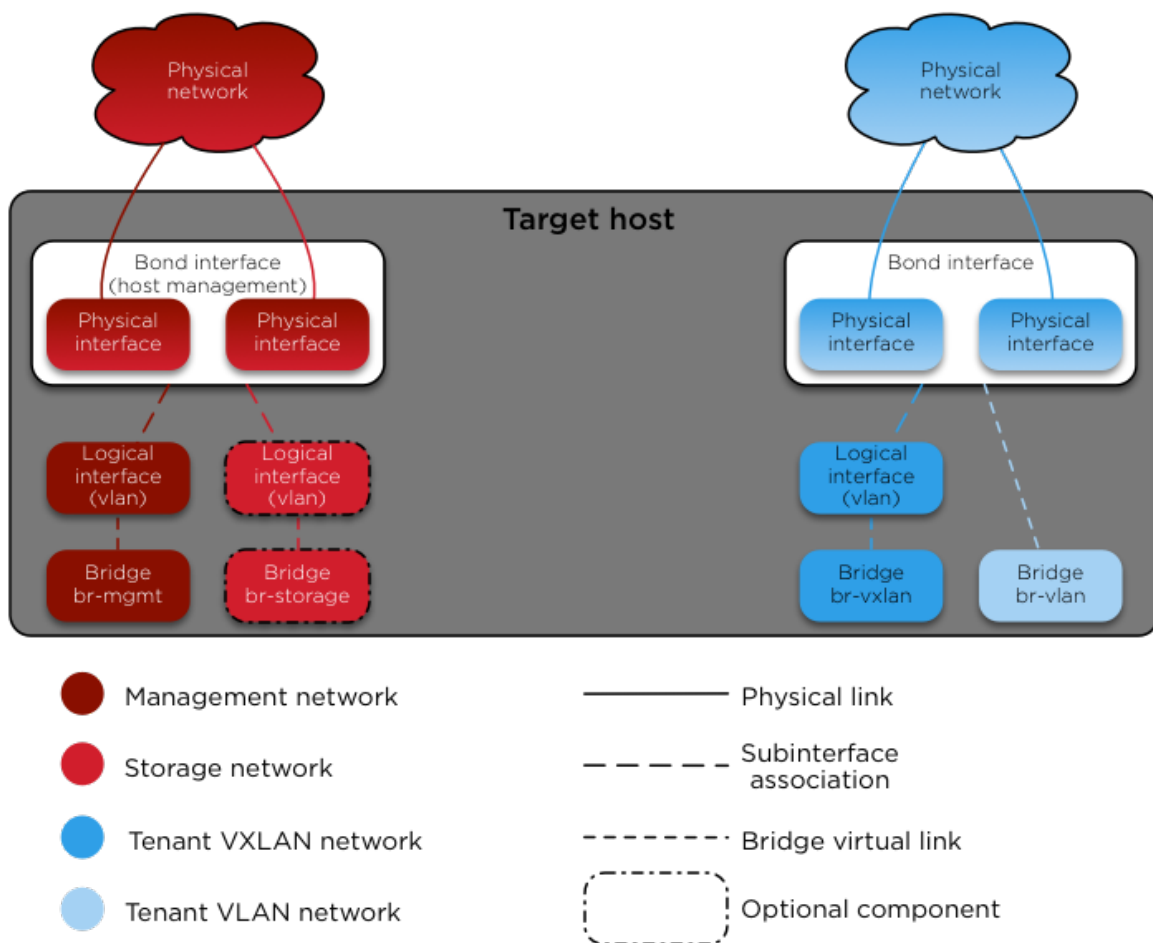 Physical
network
Physical
network
Target host
Bond interface
(host management)
Physical
interface
Physical
interface
Bond interface
Physical
interface
Physical
interface
Logical
interface
(vlan)
Logical
interface
(vlan)
Logical
interface
(vlan)
Bridge
br-mgmt
Bridge
br-storage
Bridge
br-vxlan
Bridge
br-vlan
Management network
Storage network
Tenant VXLAN network
Tenant VLAN network
Physical link
Subinterface
association
Bridge virtual link
Optional component